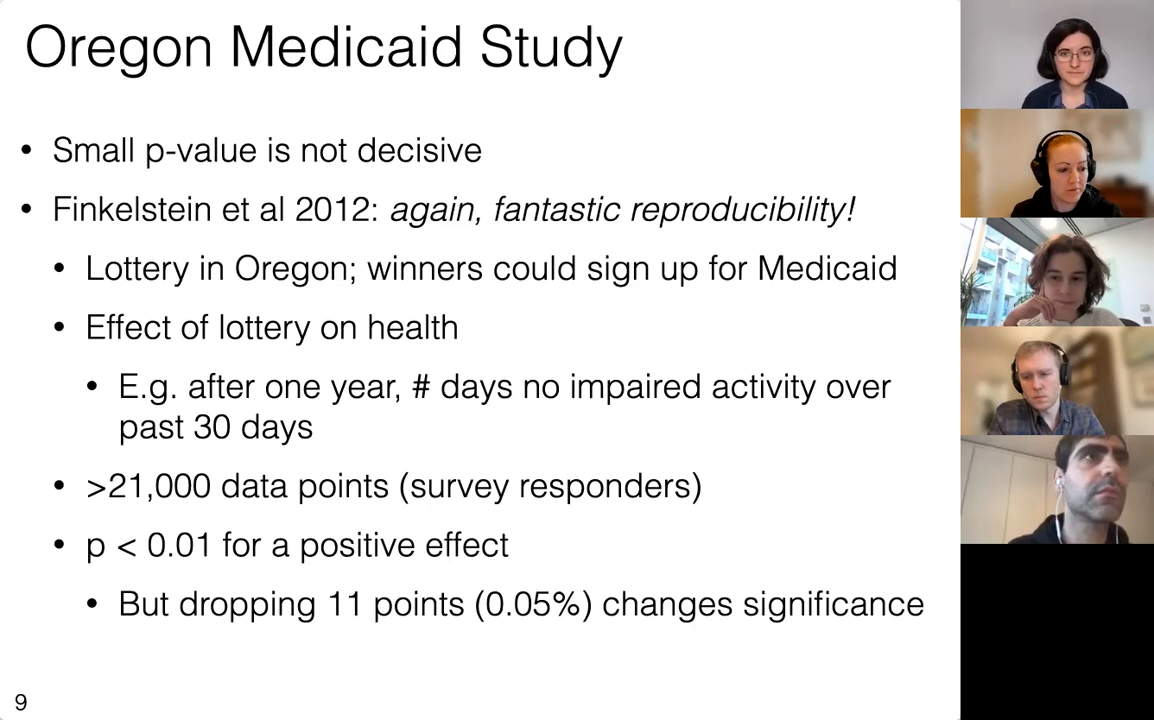 Oregon Medicaid Study
• Small p-value is not decisive
• Finkelstein et al 2012: again, fantastic reproducibility!
• Lottery in Oregon; winners could sign up for Medicaid
• Effect of lottery on health
• E.g. after one year, # days no impaired activity over
past 30 days
• >21,000 data points (survey responders)
• p < 0.01 for a positive effect
• But dropping 11 points (0.05%) changes significance
9